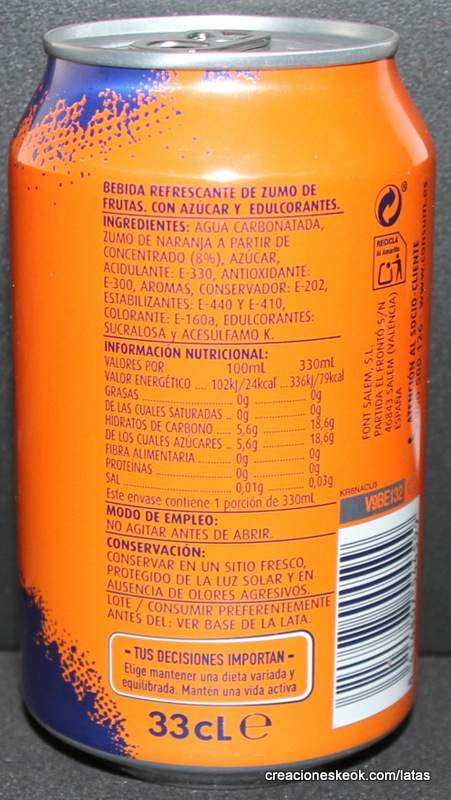 BEBIDA REFRESCANTE DE ZUMO DE
FRUTAS. CON AZÚCAR Y EDULCORANTES.
INGREDIENTES: AGUA CARBONATADA,
ZUMO DE NARANJA A PARTIR DE
CONCENTRADO (8%), AZÚCAR,
ACIDULANTE: E-330, ANTIOXIDANTE:
E-300, AROMAS, CONSERVADOR: E-202,
ESTABILIZANTES: E-440 Y E-410,
COLORANTE: E-160a, EDULCORANTES:
SUCRALOSA y ACESULFAMO K.
INFORMACIÓN NUTRICIONAL:
VALORES POR 100mL 330mL
VALOR ENERGÉTICO .... 102kJ/24kcal ... 336kJ/79kcal
GRASAS 0g 0g
DE LAS CUALES SATURADAS .. 0g 0g
HIDRATOS DE CARBONO .... 5,6g 18,6g
DE LOS CUALES AZÚCARES .. 5,6g 18,6g
FIBRA ALIMENTARIA 0g 0g
PROTEÍNAS 0g 0g
SAL 0,01g 0,03g
Este envase contiene 1 porción de 330mL
MODO DE EMPLEO:
NO AGITAR ANTES DE ABRIR.
CONSERVACIÓN:
CONSERVAR EN UN SITIO FRESCO,
PROTEGIDO DE LA LUZ SOLAR Y EN
AUSENCIA DE OLORES AGRESIVOS.
LOTE / CONSUMIR PREFERENTEMENTE
ANTES DEL: VER BASE DE LA LATA.
- TUS DECISIONES IMPORTAN -
Elige mantener una dieta variada y
equilibrada. Mantén una vida activa
33cL e
RECICLA
Al Amarillo
FONT SALEM, S.L.
PARTIDA EL FRONTÓ S/N
46843 SALEM (VALENCIA)
ESPAÑA
ATENCIÓN AL SOCIO-CLIENTE
www.consum.es
KR6NACUS
VºBE132
creacioneskeok.com/latas